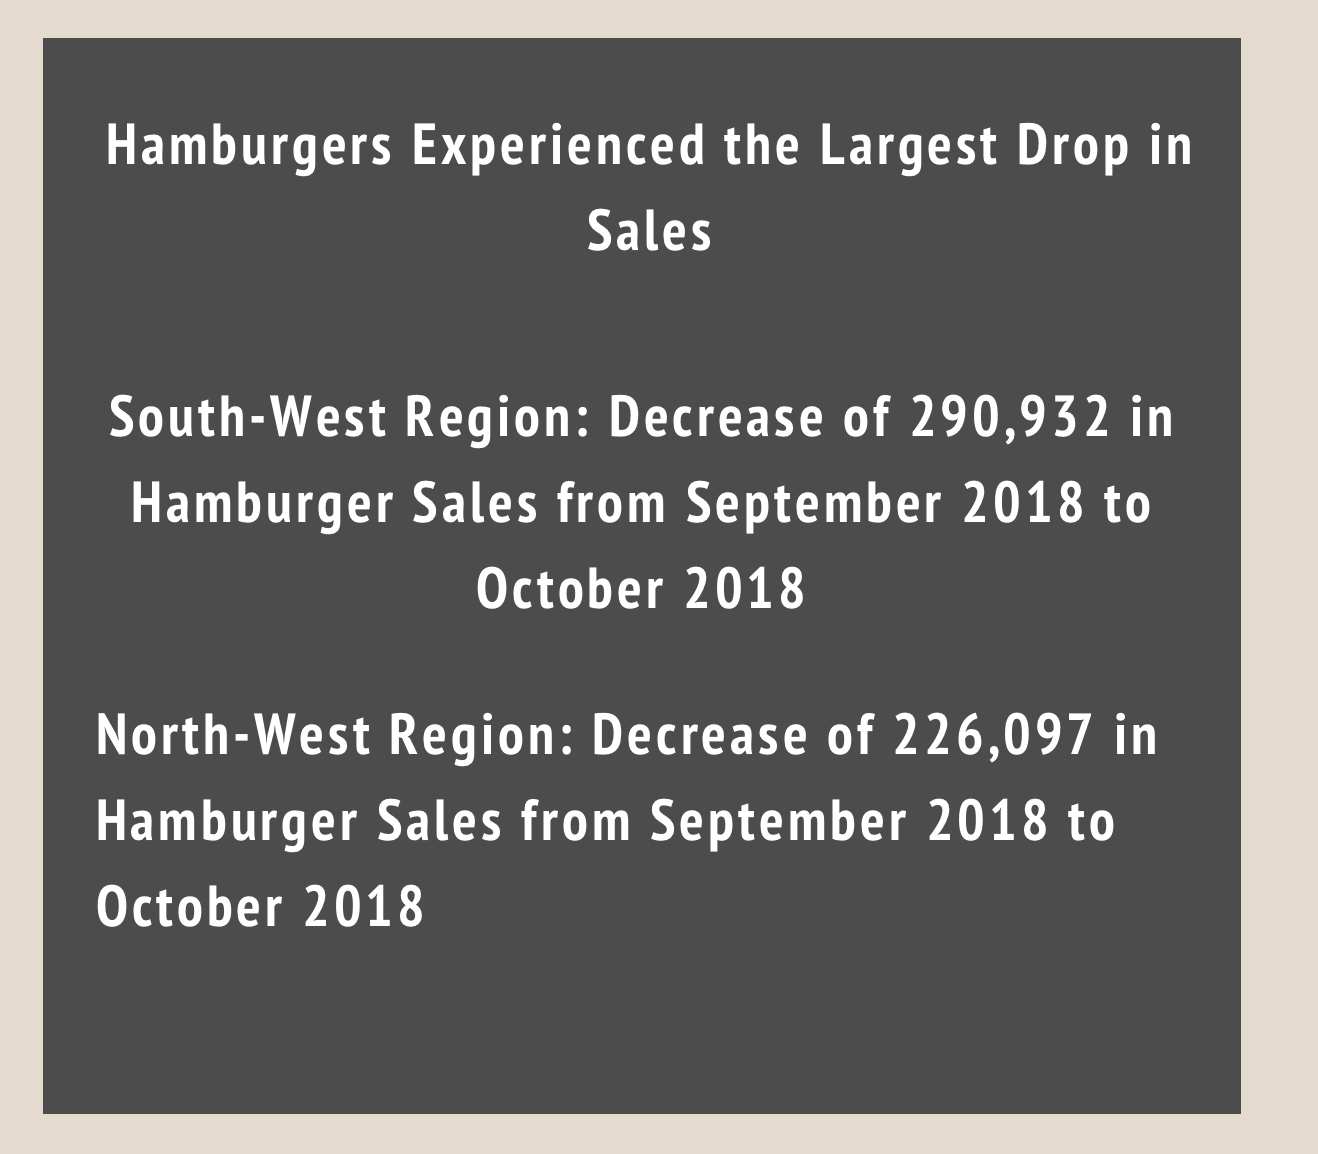 Hamburgers Experienced the Largest Drop in
Sales
South-West Region: Decrease of 290,932 in
Hamburger Sales from September 2018 to
October 2018
North-West Region: Decrease of 226,097 in
Hamburger Sales from September 2018 to
October 2018